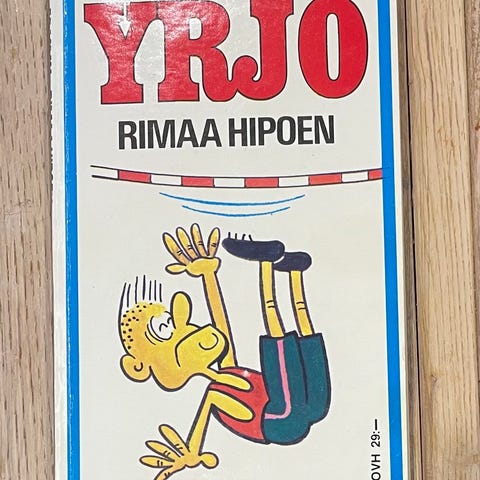 YRJÖ
RIMAA HIPOEN
OVH 29:—